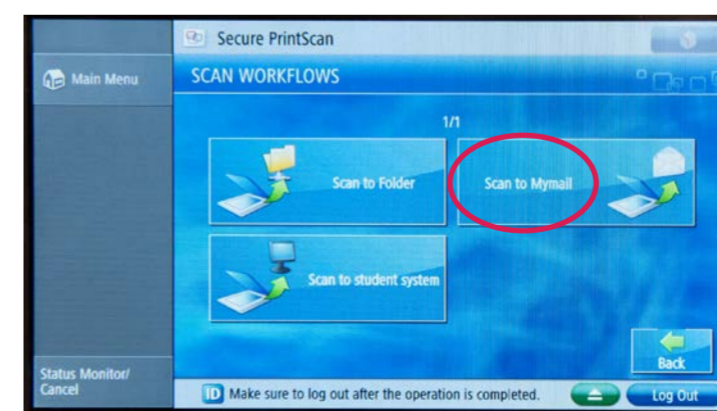 Secure PrintScan
Main Menu
SCAN WORKFLOWS
1/1
Scan to Folder
Scan to Mymail
Scan to student system
Back
Status Monitor/
Cancel
ID Make sure to log out after the operation is completed.
Log Out